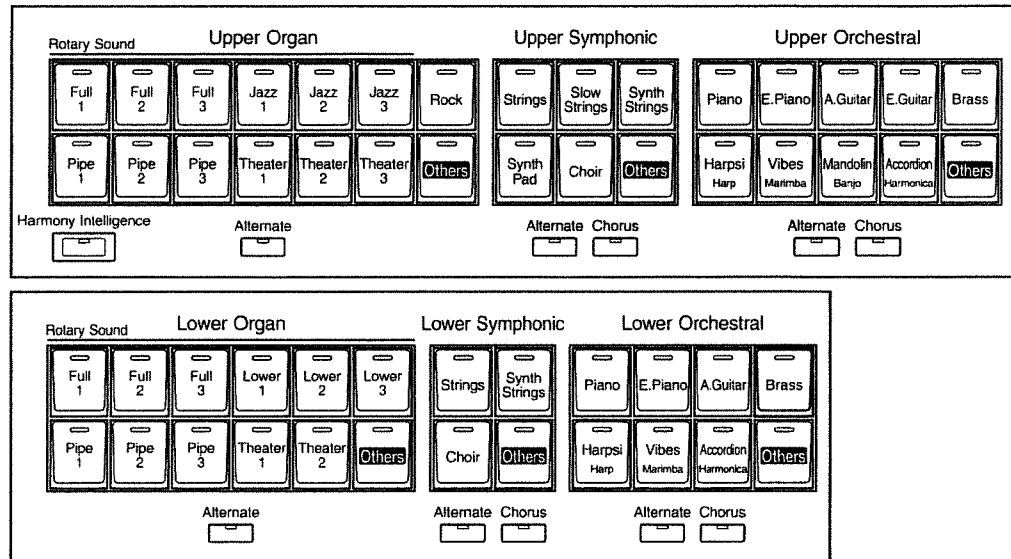 Rotary Sound
Upper Organ
Upper Symphonic
Upper Orchestral
Full 1
Full 2
Full 3
Jazz 1
Jazz 2
Jazz 3
Rock
Strings
Slow Strings
Synth Strings
Piano
E.Piano
A.Guitar
E.Guitar
Brass
Pipe 1
Pipe 2
Pipe 3
Theater 1
Theater 2
Theater 3
Others
Synth Pad
Choir
Others
Harpsi
Harp
Vibes
Marimba
Mandolin
Banjo
Accordion
Harmonica
Others
Harmony Intelligence
Alternate
Alternate Chorus
Alternate Chorus
Rotary Sound
Lower Organ
Lower Symphonic
Lower Orchestral
Full 1
Full 2
Full 3
Lower 1
Lower 2
Lower 3
Strings
Synth Strings
Piano
E.Piano
A.Guitar
Brass
Pipe 1
Pipe 2
Pipe 3
Theater 1
Theater 2
Others
Choir
Others
Harpsi
Harp
Vibes
Marimba
Accordion
Harmonica
Others
Alternate
Alternate Chorus
Alternate Chorus